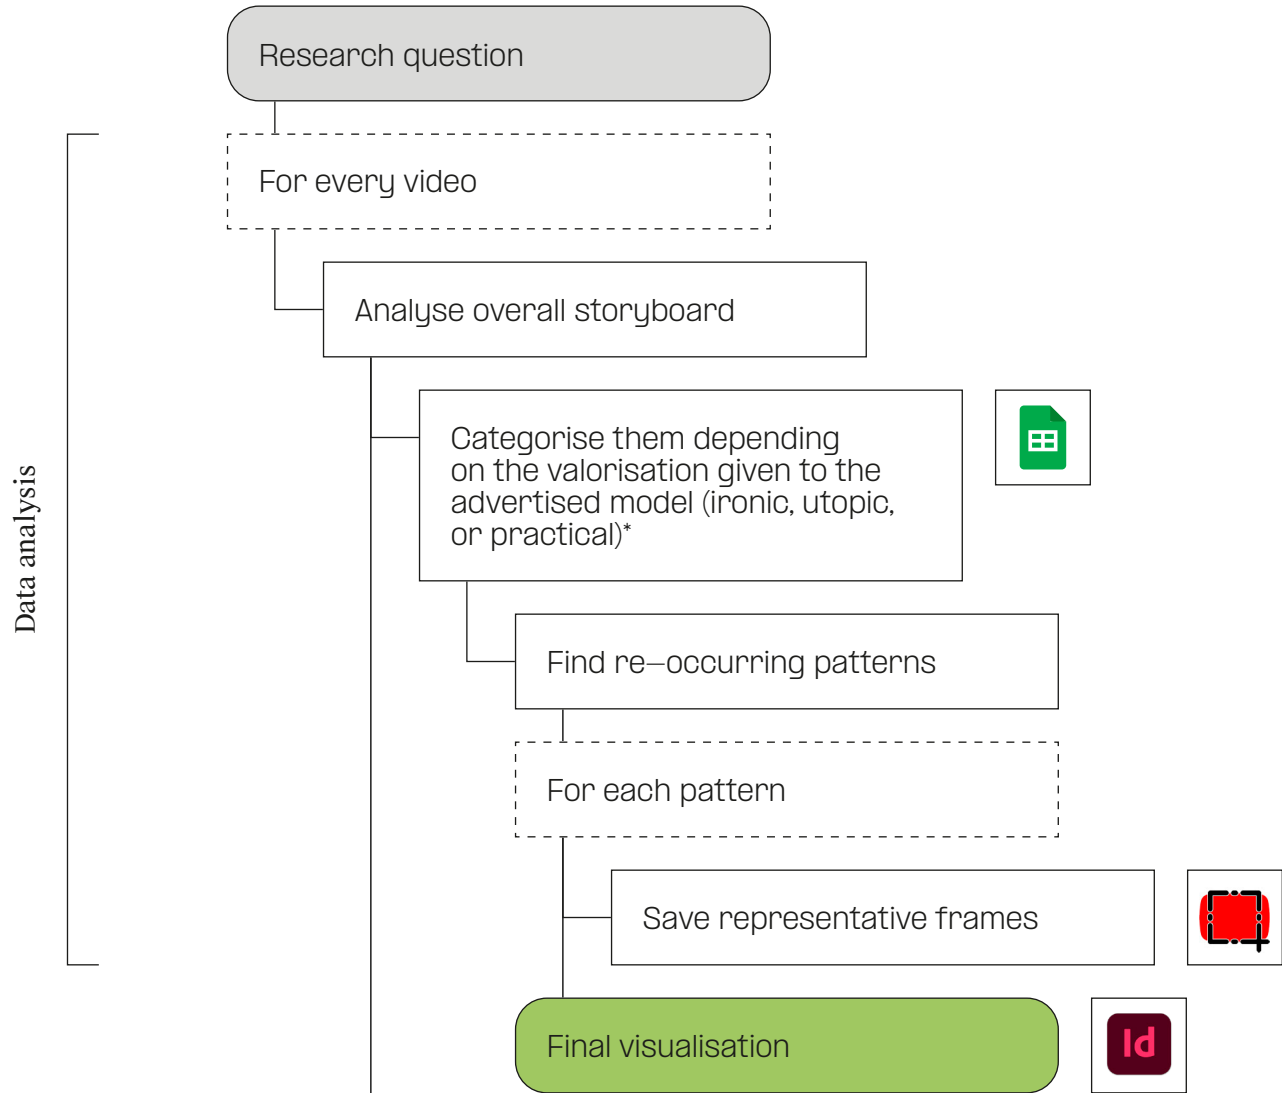 Research question
For every video
Analyse overall storyboard
Categorise them depending
on the valorisation given to the
advertised model (ironic, utopic,
or practical)*
Data analysis
Find re–occurring patterns
For each pattern
Save representative frames
Final visualisation
Id